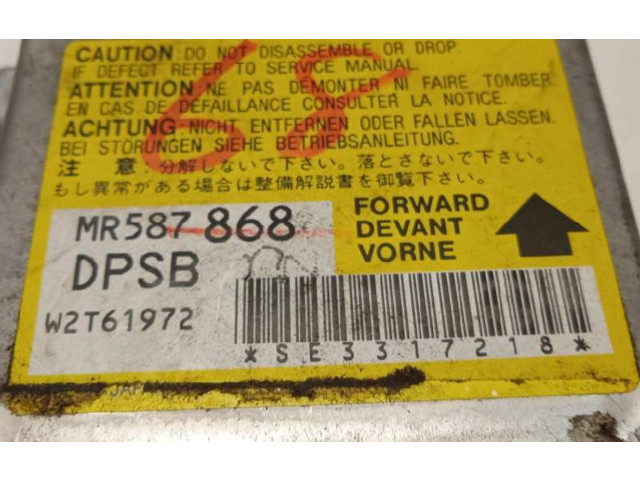 CAUTION: DO NOT DISASSEMBLE OR DROP.
IF DEFECT REFER TO SERVICE MANUAL.
ATTENTION: NE PAS DÉMONTER NI FAIRE TOMBER
EN CAS DE DÉFAILLANCE CONSULTER LA NOTICE.
ACHTUNG: NICHT ENTFERNEN ODER FALLEN LASSEN.
BEI STÖRUNGEN SIEHE BETRIEBSANLEITUNG.
注 意:分解しないで下さい。落とさないで下さい。
もし異常がある場合は整備解説書を御覧下さい。
MR587-868
DPSB
W2T61972
FORWARD
DEVANT
VORNE
*SE3317218*
JAPAN